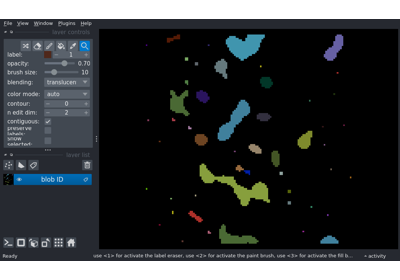 File View Window Plugins Help
layer controls
label: 1
opacity: 0.70
brush size: 10
blending: translucen
color mode: auto
contour: 0
n edit dim: 2
contiguous:
preserve labels:
show selected:
layer list
blob ID
Ready
use <1> for activate the label eraser, use <2> for activate the paint brush, use <3> for activate the fill b...
activity